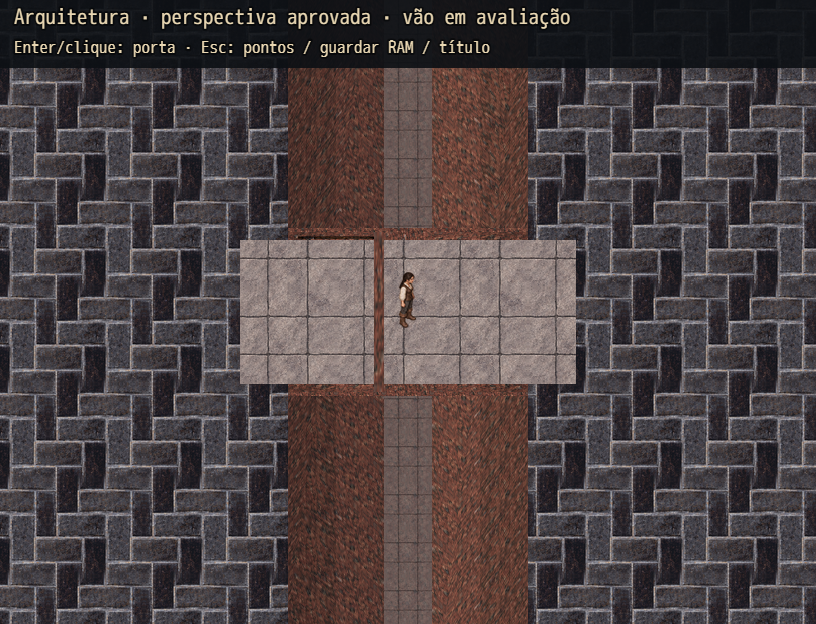 Arquitetura · perspectiva aprovada · vão em avaliação
Enter/clique: porta · Esc: pontos / guardar RAM / título